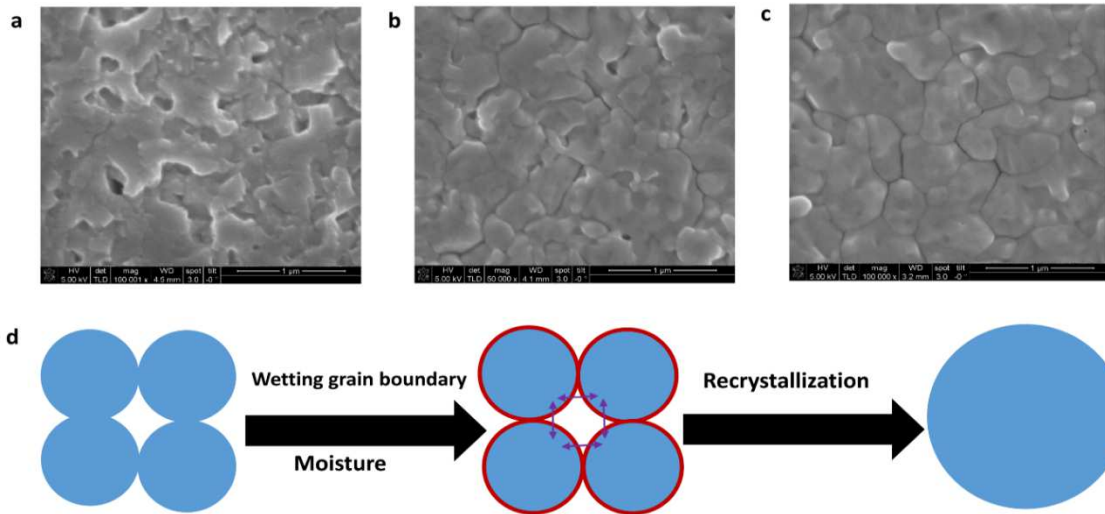 a
b
c
HV det mag WD spot tilt
5.00 kV TLD 100 001 x 4.5 mm 3.0 -0 ° 1 µm
HV det mag WD spot tilt
5.00 kV TLD 50 000 x 4.1 mm 3.0 -0 ° 1 µm
HV det mag WD spot tilt
5.00 kV TLD 100 000 x 3.2 mm 3.0 -0 ° 1 µm
d
Wetting grain boundary
Moisture
Recrystallization